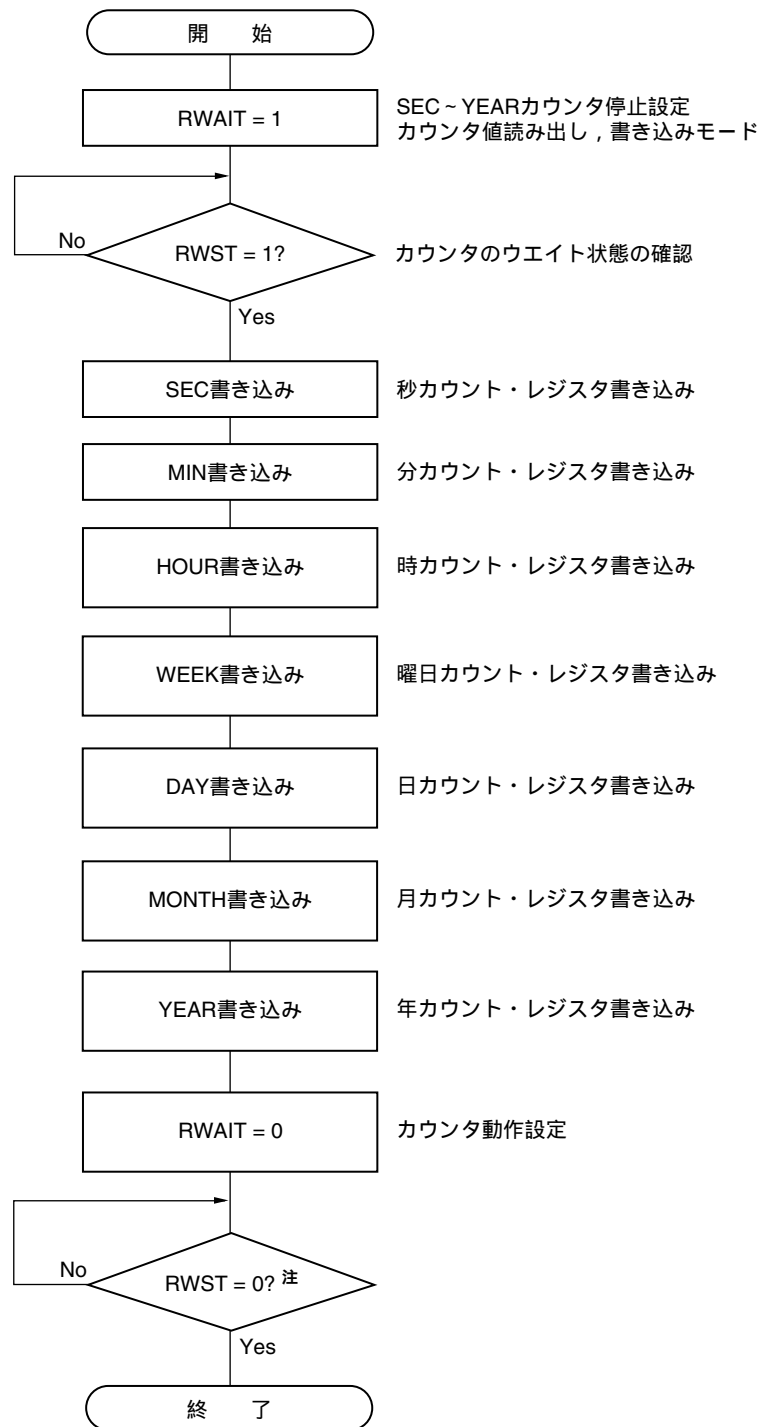 開　始
RWAIT = 1
SEC～YEARカウンタ停止設定
カウンタ値読み出し，書き込みモード
No
RWST = 1?
カウンタのウエイト状態の確認
Yes
SEC書き込み
秒カウント・レジスタ書き込み
MIN書き込み
分カウント・レジスタ書き込み
HOUR書き込み
時カウント・レジスタ書き込み
WEEK書き込み
曜日カウント・レジスタ書き込み
DAY書き込み
日カウント・レジスタ書き込み
MONTH書き込み
月カウント・レジスタ書き込み
YEAR書き込み
年カウント・レジスタ書き込み
RWAIT = 0
カウンタ動作設定
No
RWST = 0? 注
Yes
終　了